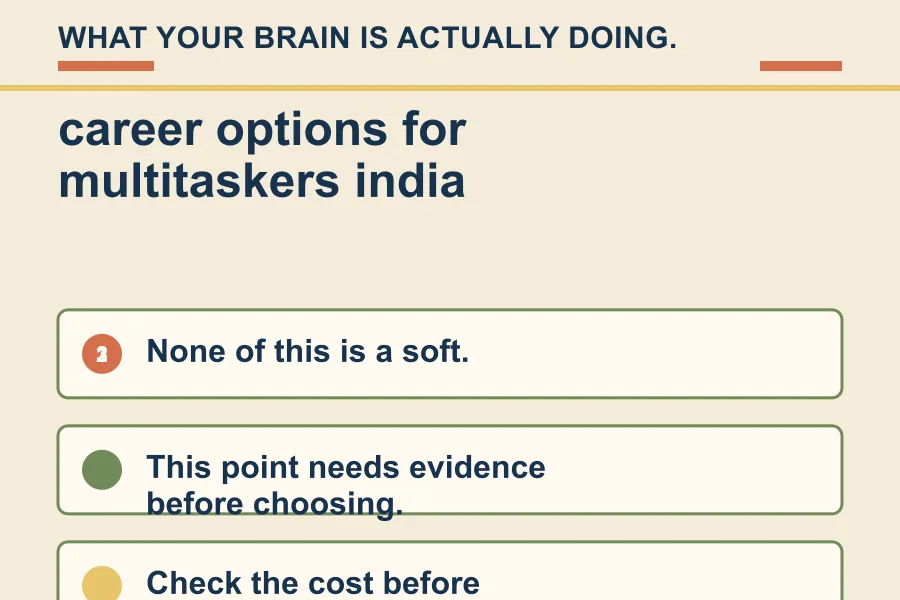 WHAT YOUR BRAIN IS ACTUALLY DOING.
career options for
multitaskers india
None of this is a soft.
This point needs evidence
before choosing.
Check the cost before